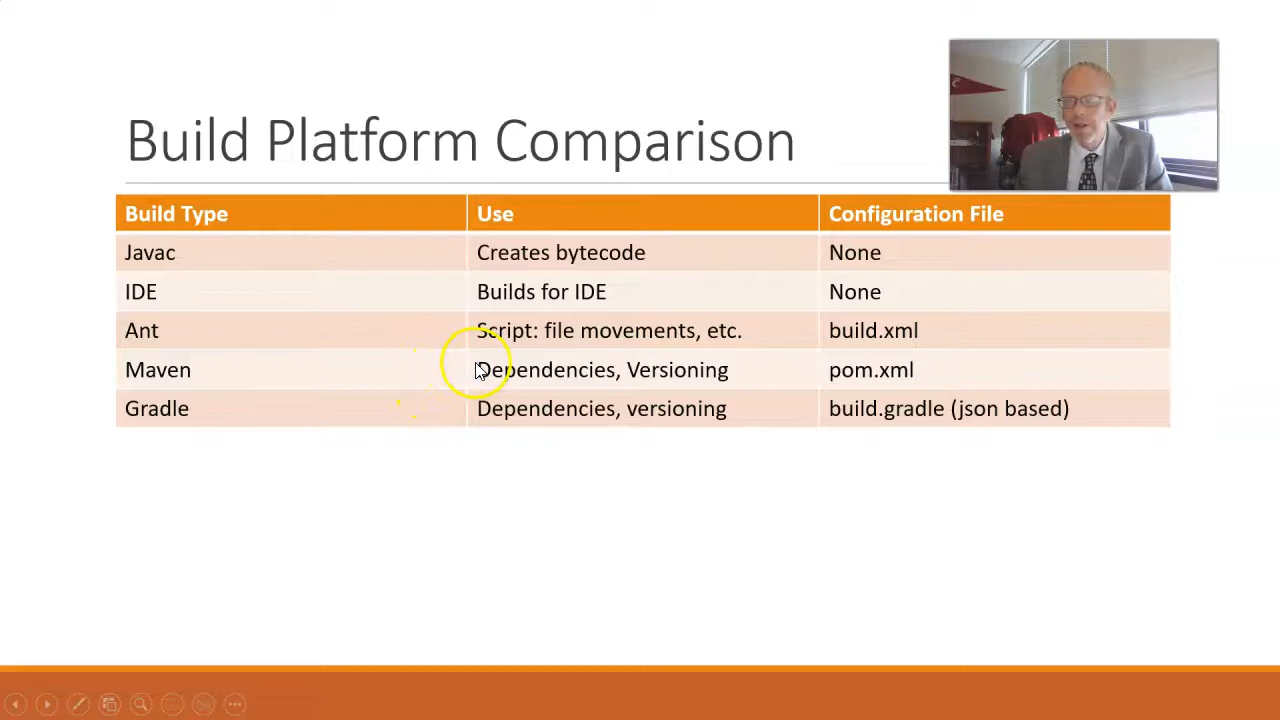 Build Platform Comparison
Build Type Use Configuration File
Javac Creates bytecode None
IDE Builds for IDE None
Ant Script: file movements, etc. build.xml
Maven Dependencies, Versioning pom.xml
Gradle Dependencies, versioning build.gradle (json based)